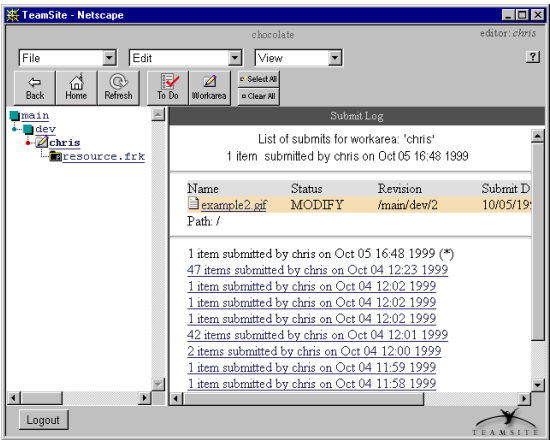 TeamSite - Netscape
chocolate
editor: chris
File Edit View ?
Back Home Refresh To Do Workarea Select All Clear All
main
dev
chris
resource.frk
Submit Log
List of submits for workarea: 'chris'
1 item submitted by chris on Oct 05 16:48 1999
Name Status Revision Submit D
example2.gif MODIFY /main/dev/2 10/05/19
Path: /
1 item submitted by chris on Oct 05 16:48 1999 (*)
47 items submitted by chris on Oct 04 12:23 1999
1 item submitted by chris on Oct 04 12:02 1999
1 item submitted by chris on Oct 04 12:02 1999
1 item submitted by chris on Oct 04 12:02 1999
42 items submitted by chris on Oct 04 12:01 1999
2 items submitted by chris on Oct 04 12:00 1999
1 item submitted by chris on Oct 04 11:59 1999
1 item submitted by chris on Oct 04 11:58 1999
Logout
TEAMSITE